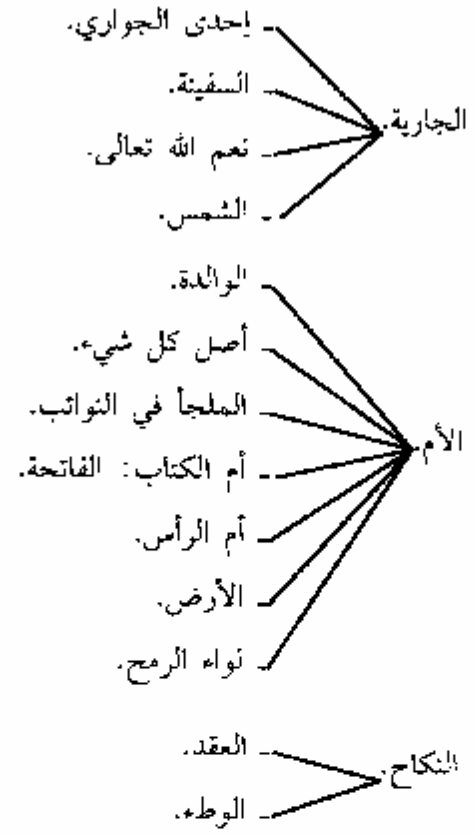 - إحدى الجواري.
- السفينة.
الجارية.
- نعم الله تعالى.
- الشمس.
- الوالدة.
- أصل كل شيء.
- الملجأ في النوائب.
الأم.
- أم الكتاب: الفاتحة.
- أم الرأس.
- الأرض.
- لواء الرمح.
- العقد.
النكاح.
- الوطء.